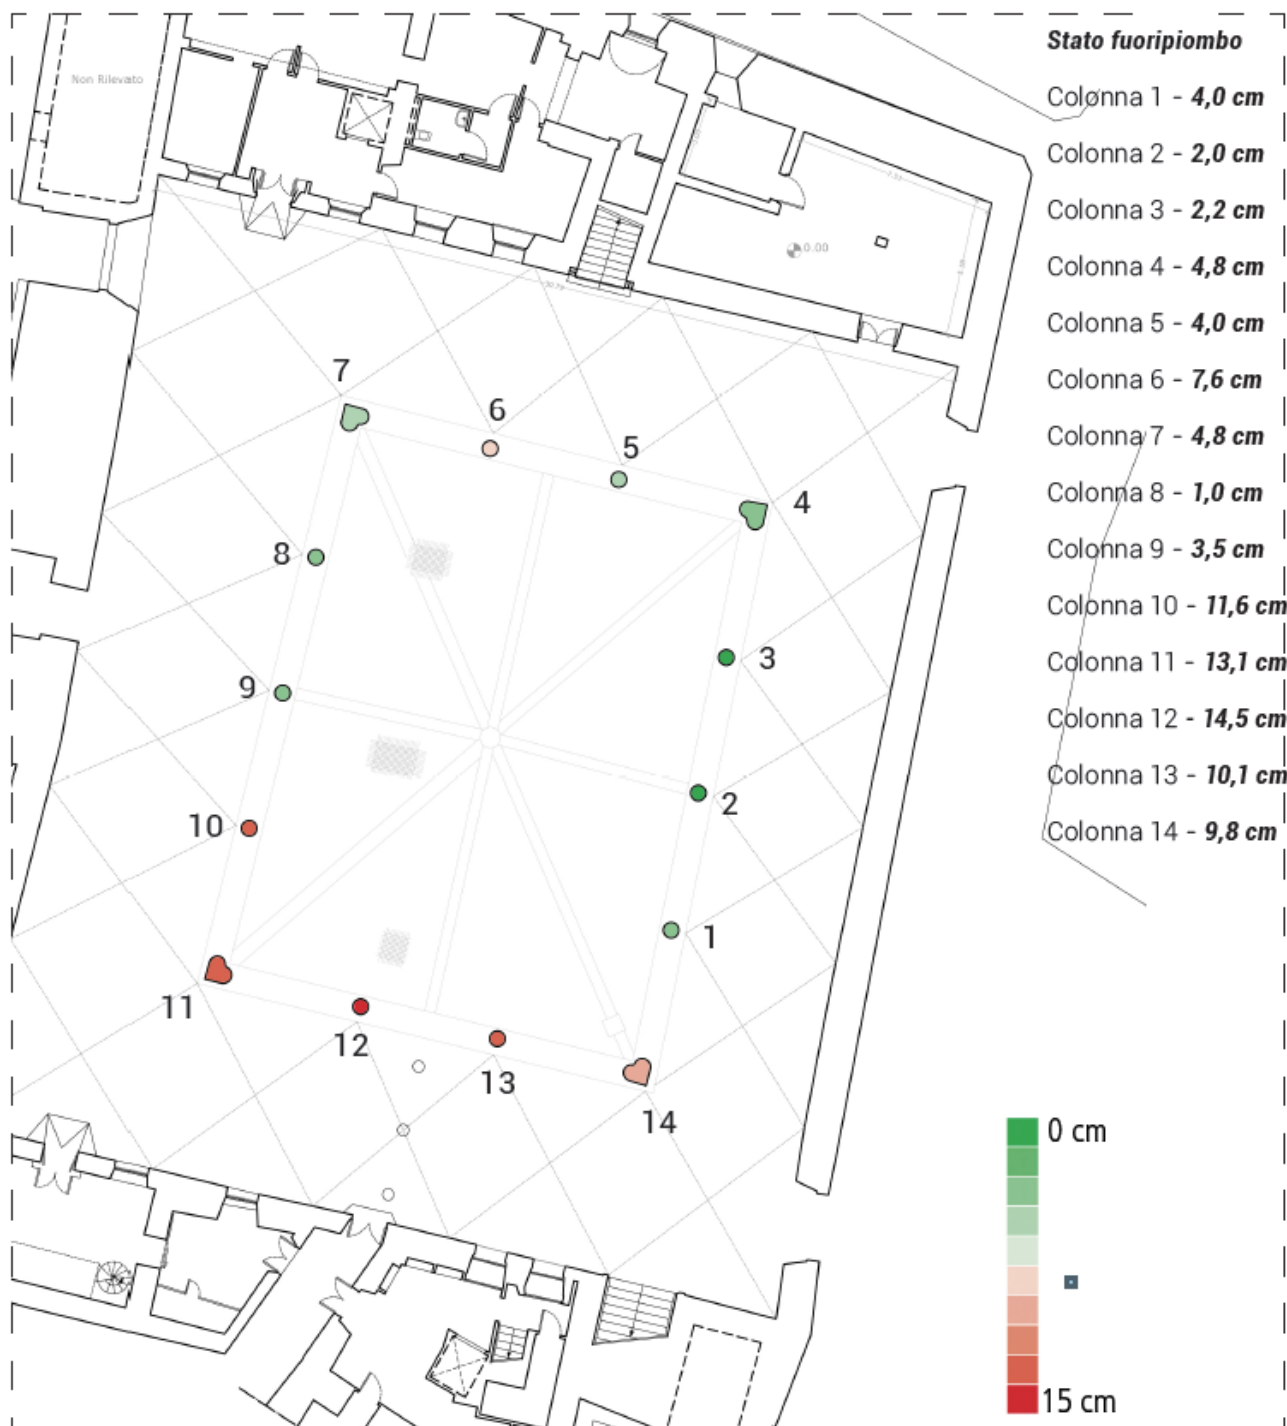 Stato fuoripiombo
Colonna 1 - 4,0 cm
Colonna 2 - 2,0 cm
Colonna 3 - 2,2 cm
Colonna 4 - 4,8 cm
Colonna 5 - 4,0 cm
Colonna 6 - 7,6 cm
Colonna 7 - 4,8 cm
Colonna 8 - 1,0 cm
Colonna 9 - 3,5 cm
Colonna 10 - 11,6 cm
Colonna 11 - 13,1 cm
Colonna 12 - 14,5 cm
Colonna 13 - 10,1 cm
Colonna 14 - 9,8 cm
Non Rilevato
0.00
7
6
5
4
8
3
9
2
10
1
11
12
13
14
0 cm
15 cm